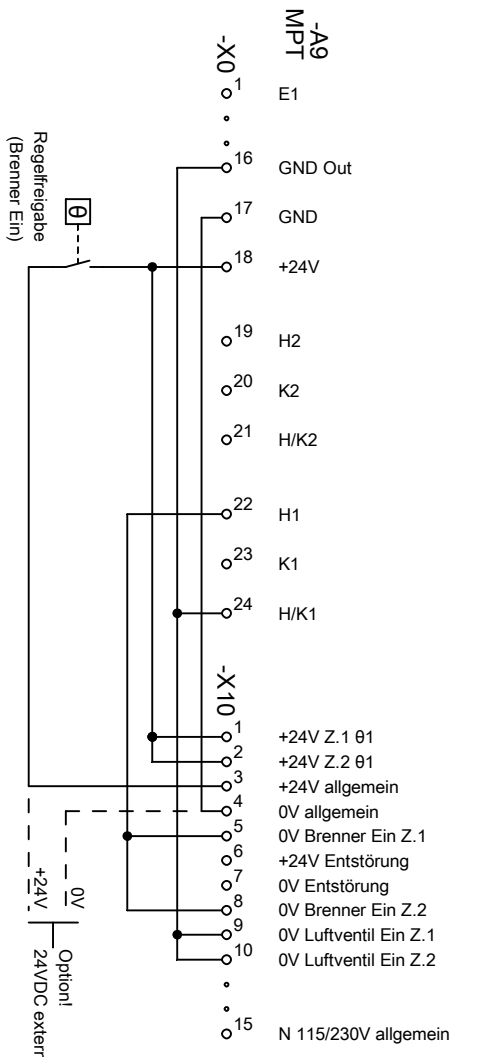 -A9
MPT
-X0
1 E1
16 GND Out
17 GND
18 +24V
19 H2
20 K2
21 H/K2
22 H1
23 K1
24 H/K1
θ
Regelfreigabe
(Brenner Ein)
-X10
1 +24V Z.1 θ1
2 +24V Z.2 θ1
3 +24V allgemein
4 0V allgemein
5 0V Brenner Ein Z.1
6 +24V Entstörung
7 0V Entstörung
8 0V Brenner Ein Z.2
9 0V Luftventil Ein Z.1
10 0V Luftventil Ein Z.2
15 N 115/230V allgemein
0V
+24V
Option!
24VDC extern